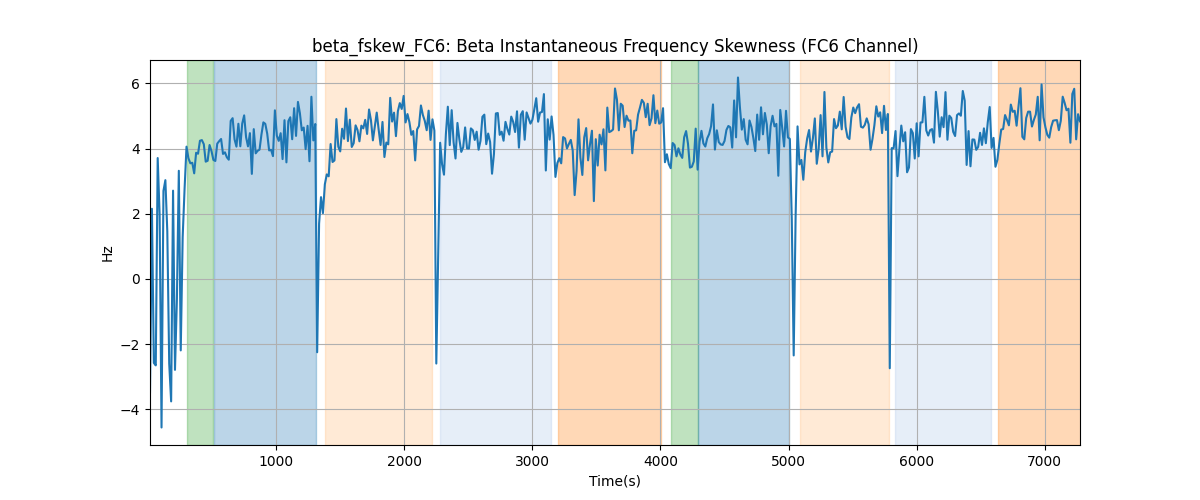 beta_fskew_FC6: Beta Instantaneous Frequency Skewness (FC6 Channel)
6
4
2
0
−2
−4
Hz
1000 2000 3000 4000 5000 6000 7000
Time(s)